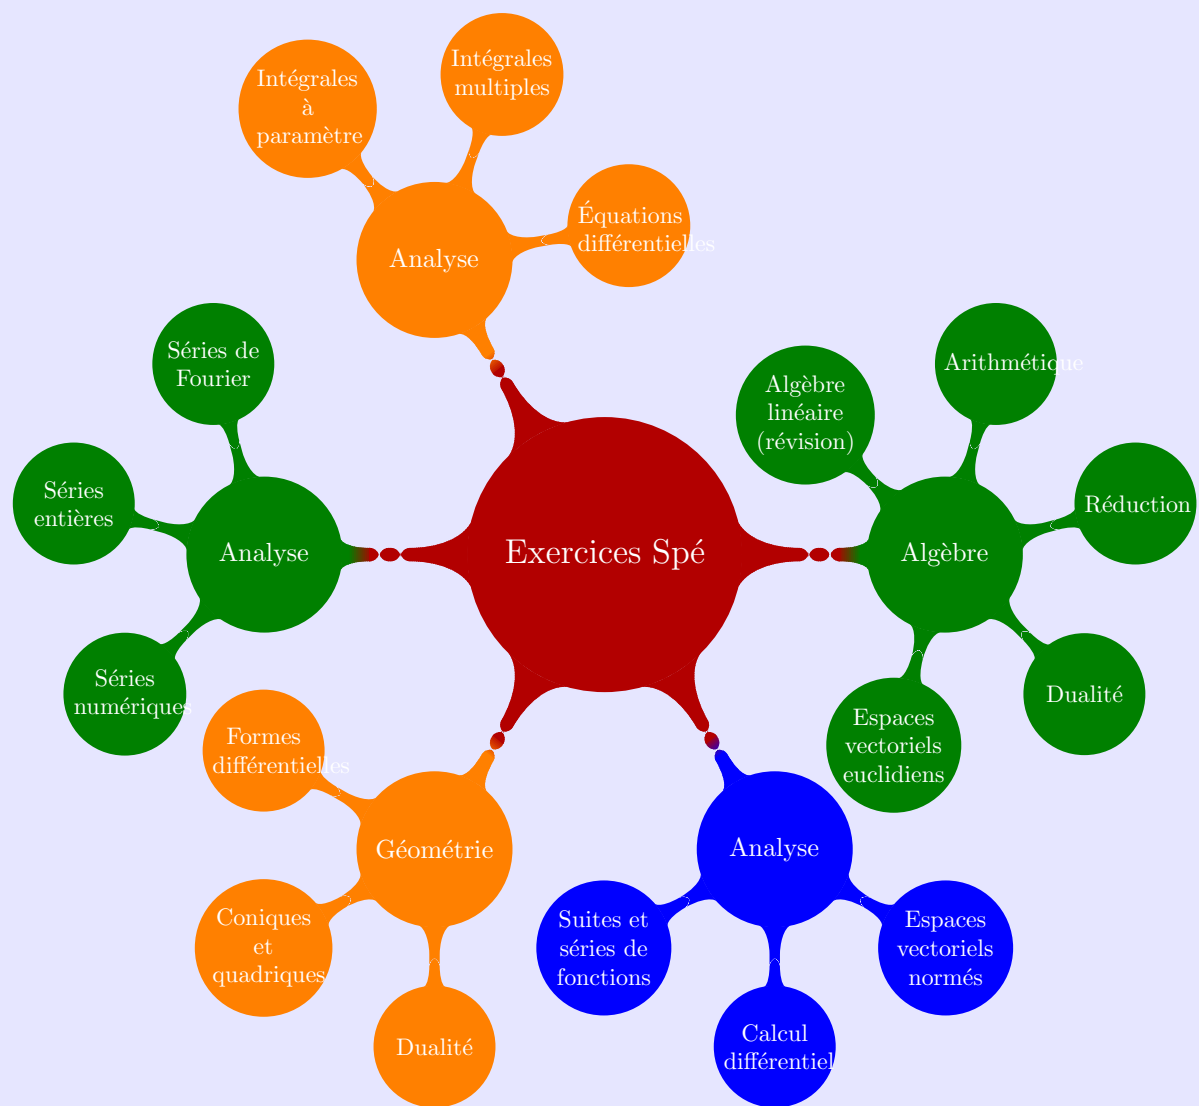 Intégrales
multiples
Intégrales
à
paramètre
Équations
différentielles
Analyse
Séries de
Fourier
Séries
entières
Analyse
Séries
numériques
Exercices Spé
Algèbre
linéaire
(révision)
Arithmétique
Réduction
Algèbre
Dualité
Espaces
vectoriels
euclidiens
Formes
différentielles
Géométrie
Coniques
et
quadriques
Dualité
Analyse
Suites et
séries de
fonctions
Calcul
différentiel
Espaces
vectoriels
normés